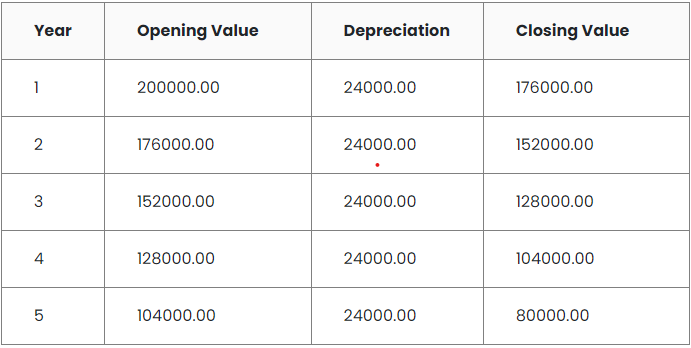 Year Opening Value Depreciation Closing Value
1 200000.00 24000.00 176000.00
2 176000.00 24000.00 152000.00
3 152000.00 24000.00 128000.00
4 128000.00 24000.00 104000.00
5 104000.00 24000.00 80000.00